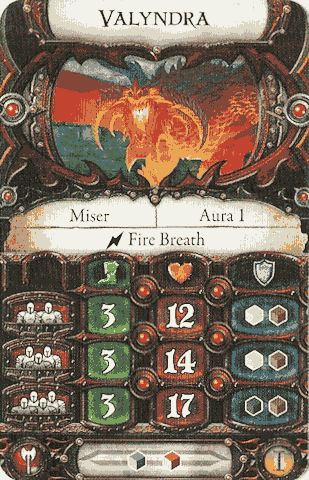 VALYNDRA
Miser Aura 1
Fire Breath
3 12
3 14
3 17
I